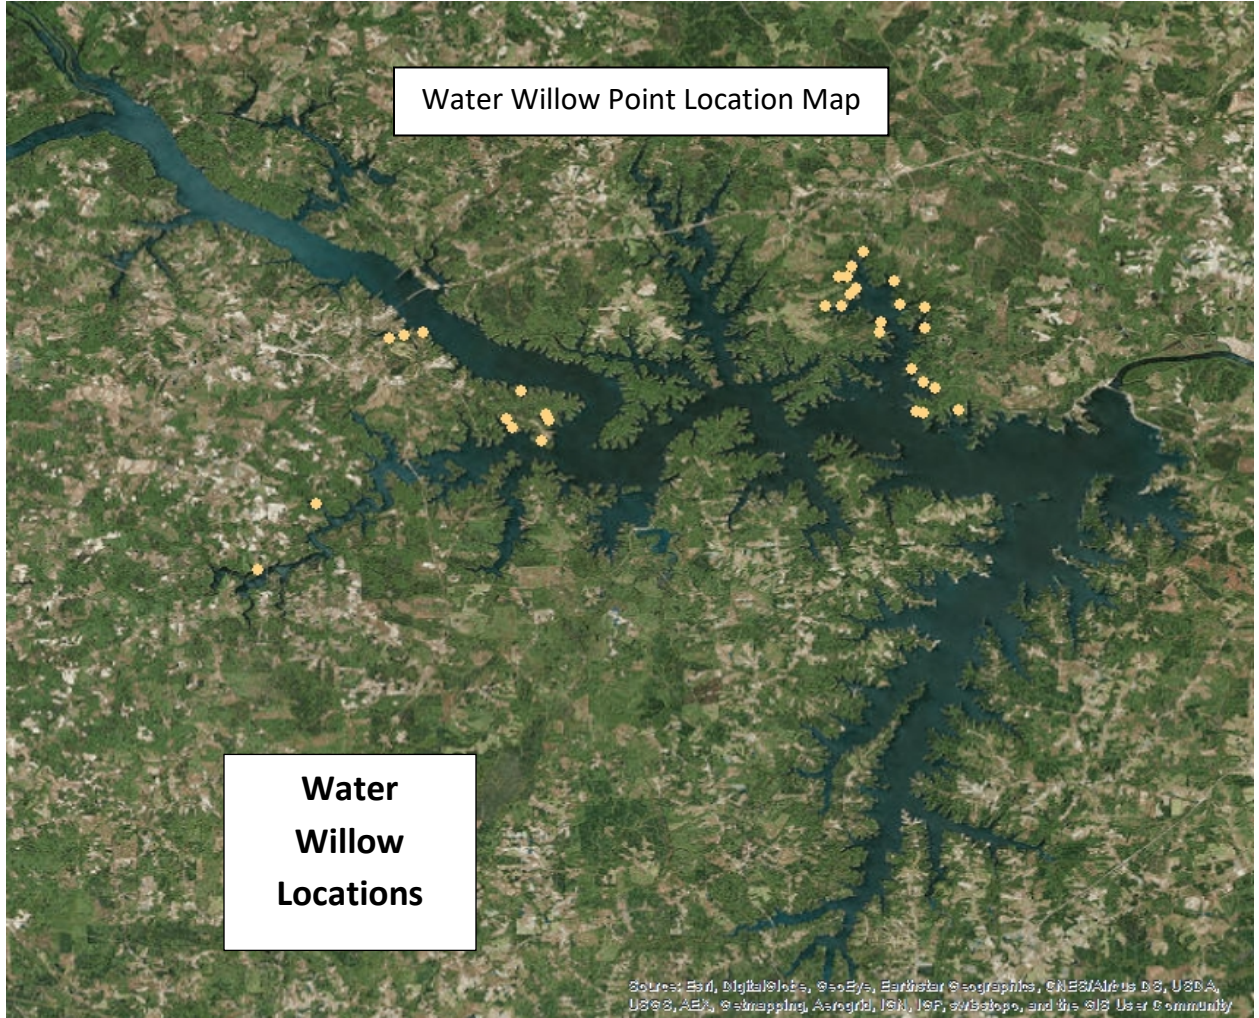 Water Willow Point Location Map
Water
Willow
Locations
Source: Esri, DigitalGlobe, GeoEye, Earthstar Geographics, CNES/Airbus DS, USDA,
USGS, AEX, Getmapping, Aerogrid, IGN, IGP, swisstopo, and the GIS User Community